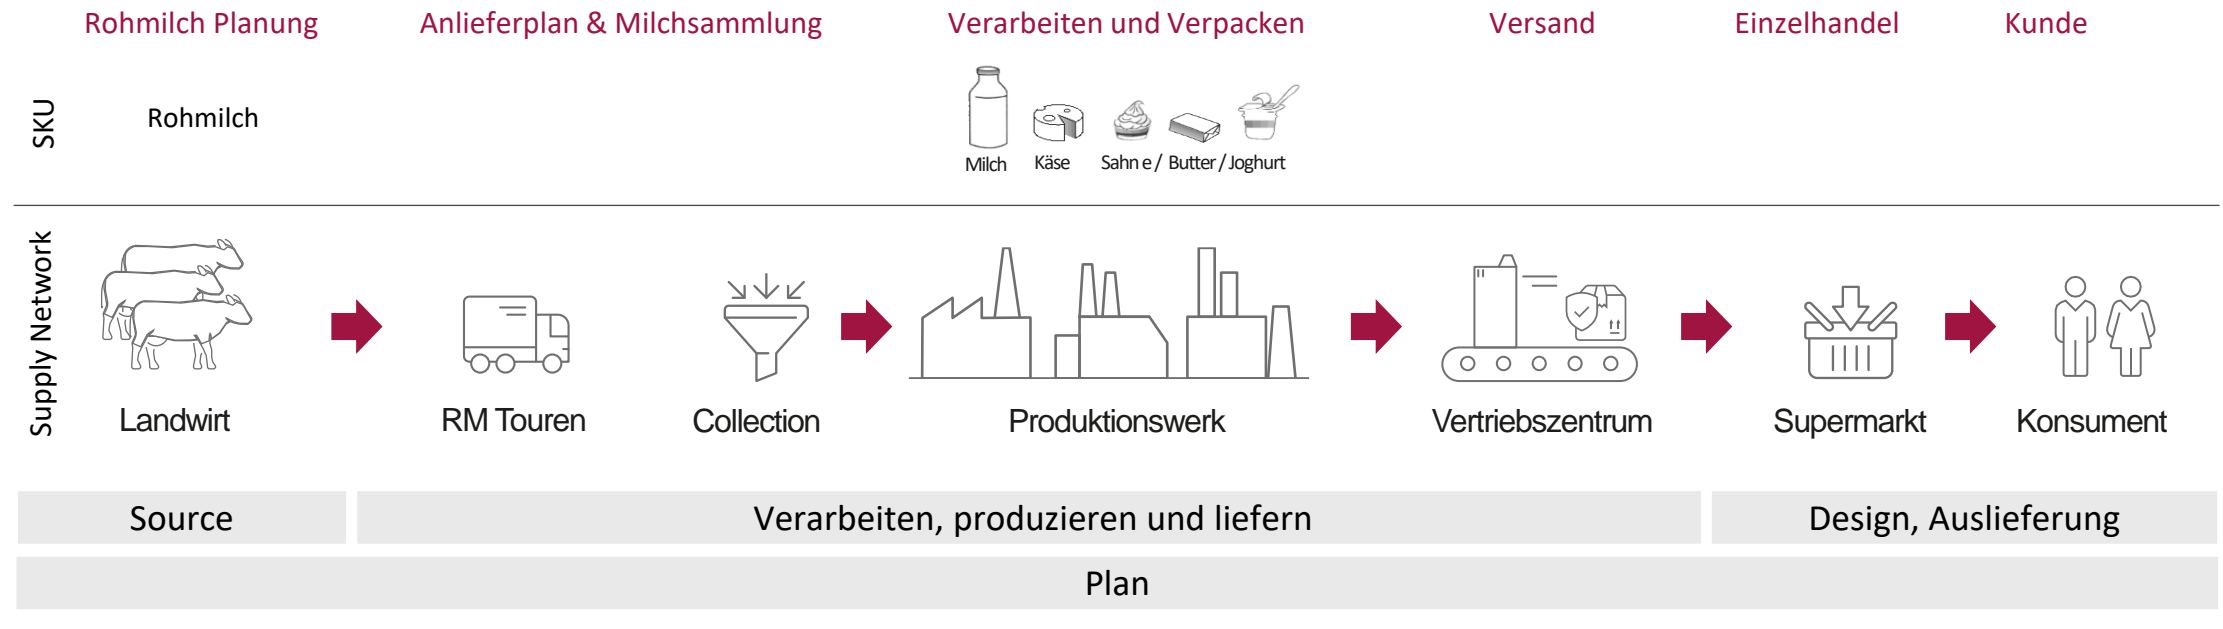 Rohmilch Planung
Anlieferplan & Milchsammlung
Verarbeiten und Verpacken
Versand
Einzelhandel
Kunde
SKU
Rohmilch
Milch
Käse
Sahn e / Butter / Joghurt
Supply Network
Landwirt
RM Touren
Collection
Produktionswerk
Vertriebszentrum
Supermarkt
Konsument
Source
Verarbeiten, produzieren und liefern
Design, Auslieferung
Plan